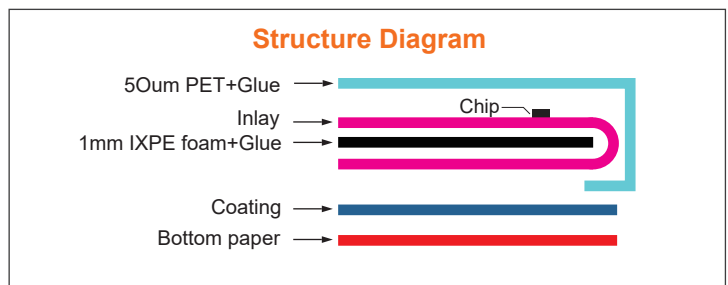 Structure Diagram
5Oum PET+Glue
Chip
Inlay
1mm IXPE foam+Glue
Coating
Bottom paper